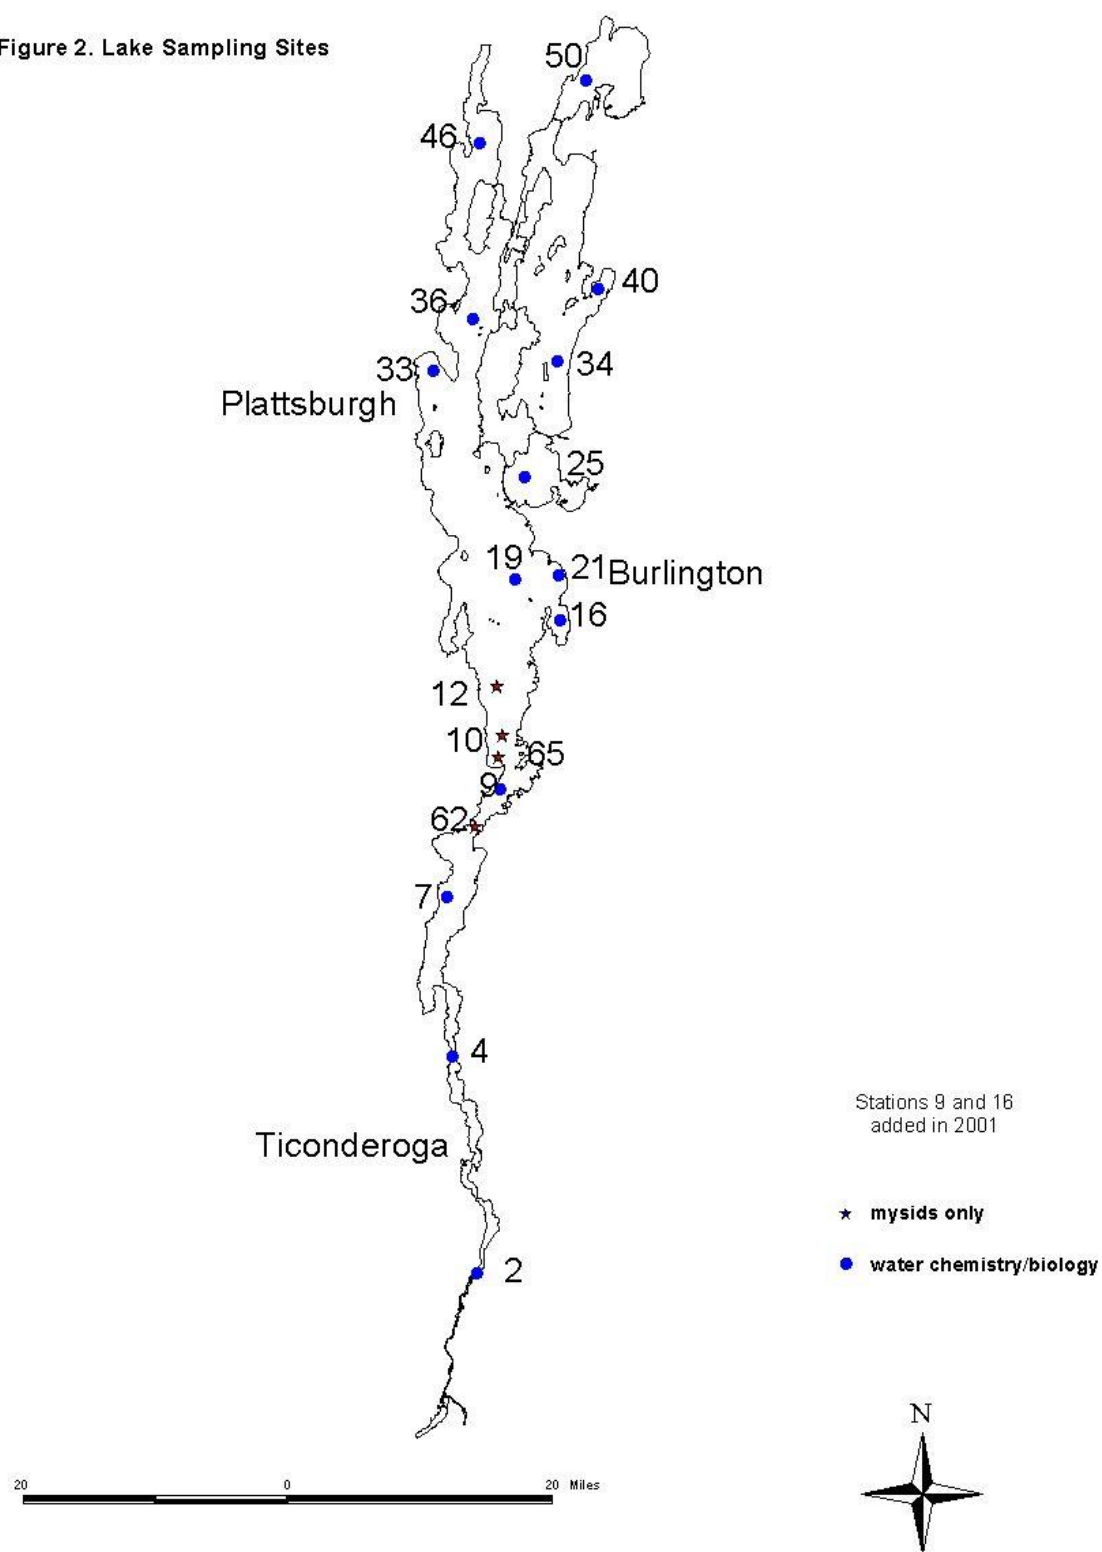 Figure 2. Lake Sampling Sites
50
46
40
36
34
33
Plattsburgh
25
19
21
Burlington
16
12
10
65
9
62
7
4
Stations 9 and 16
added in 2001
Ticonderoga
mysids only
water chemistry/biology
2
N
20 0 20 Miles